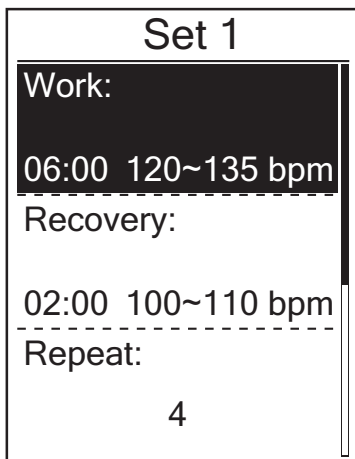 Set 1
Work:
06:00 120~135 bpm
Recovery:
02:00 100~110 bpm
Repeat:
4